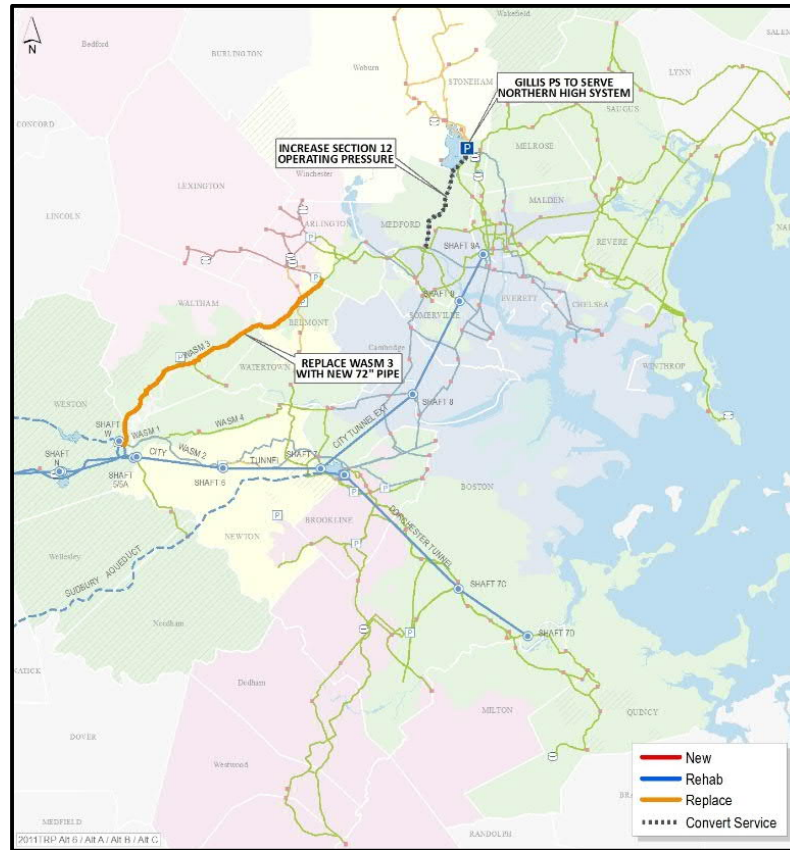 N
Bedford
BURLINGTON
Wakefield
Woburn
STONEHAM
SALEM
LYNN
GILLIS PS TO SERVE
NORTHERN HIGH SYSTEM
SAUGUS
CONCORD
INCREASE SECTION 12
OPERATING PRESSURE
P
MELROSE
Winchester
LEXINGTON
MALDEN
LINCOLN
ARLINGTON
MEDFORD
REVERE
P
SHAFT 9A
P
WALTHAM
P
SHAFT 9
EVERETT
CHELSEA
SOMERVILLE
BELMONT
Cambridge
P
WASM 3
WATERTOWN
REPLACE WASM 3
WITH NEW 72" PIPE
WINTHROP
WESTON
SHAFT 8
SHAFT
W
WASM 1
WASM 4
CITY TUNNEL EXT
SHAFT
N
CITY
WASM 2
TUNNEL
SHAFT 7
SHAFT
5/5A
SHAFT 6
BOSTON
P
P
NEWTON
BROOKLINE
P
DORCHESTER TUNNEL
Wellesley
SUDBURY AQUEDUCT
SHAFT 7C
Needham
P
SHAFT 7D
NATICK
Dedham
MILTON
QUINCY
DOVER
Westwood
New
Rehab
Replace
Convert Service
MEDFIELD
RANDOLPH
2011TRP Alt 6 / Alt A / Alt B / Alt C